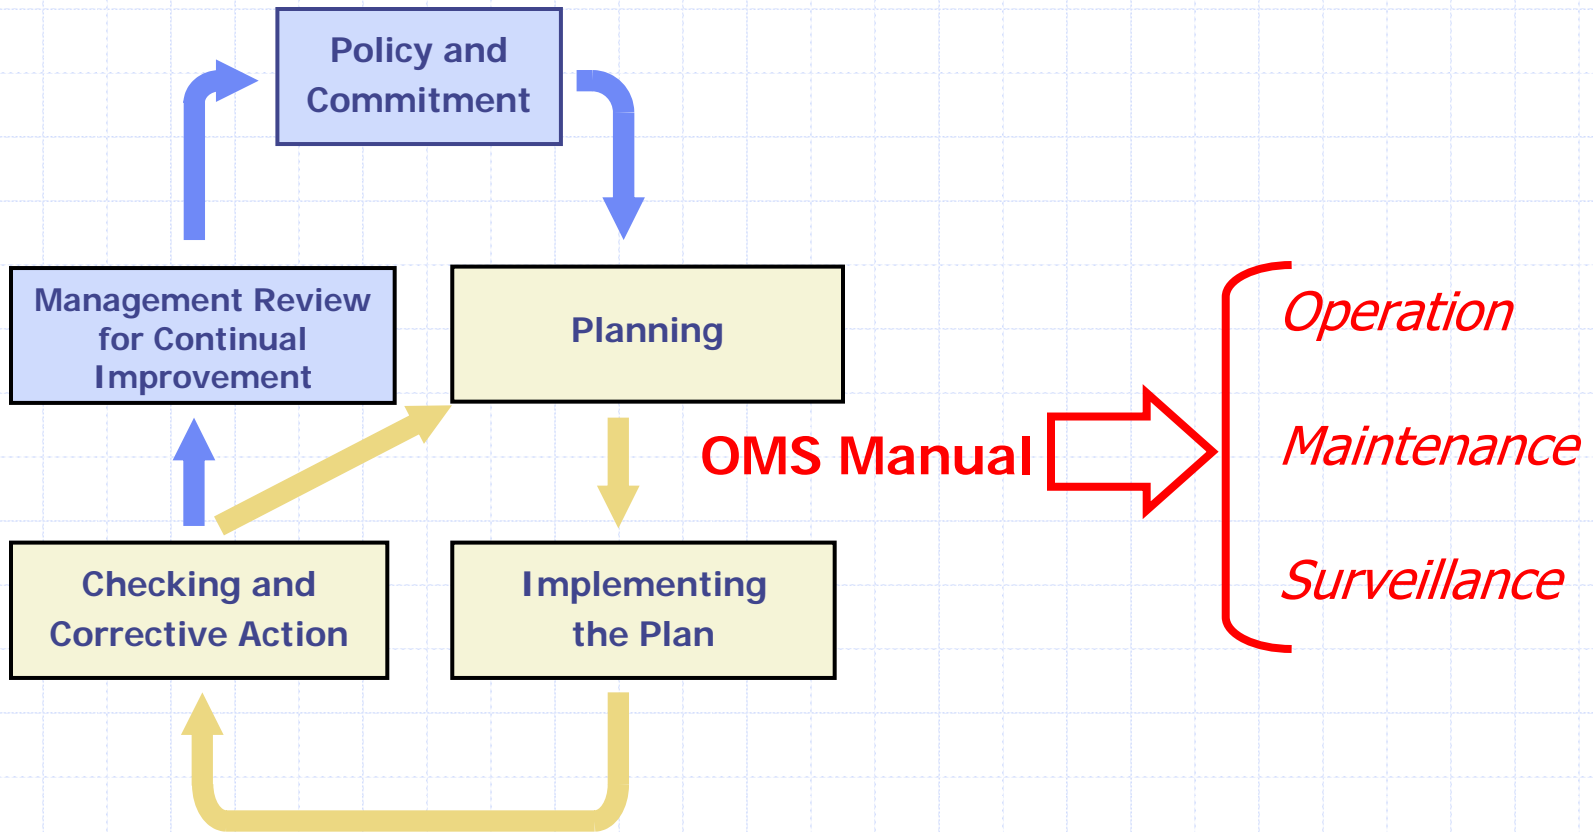 Policy and
Commitment
Management Review
for Continual
Improvement
Planning
OMS Manual
Operation
Maintenance
Surveillance
Checking and
Corrective Action
Implementing
the Plan